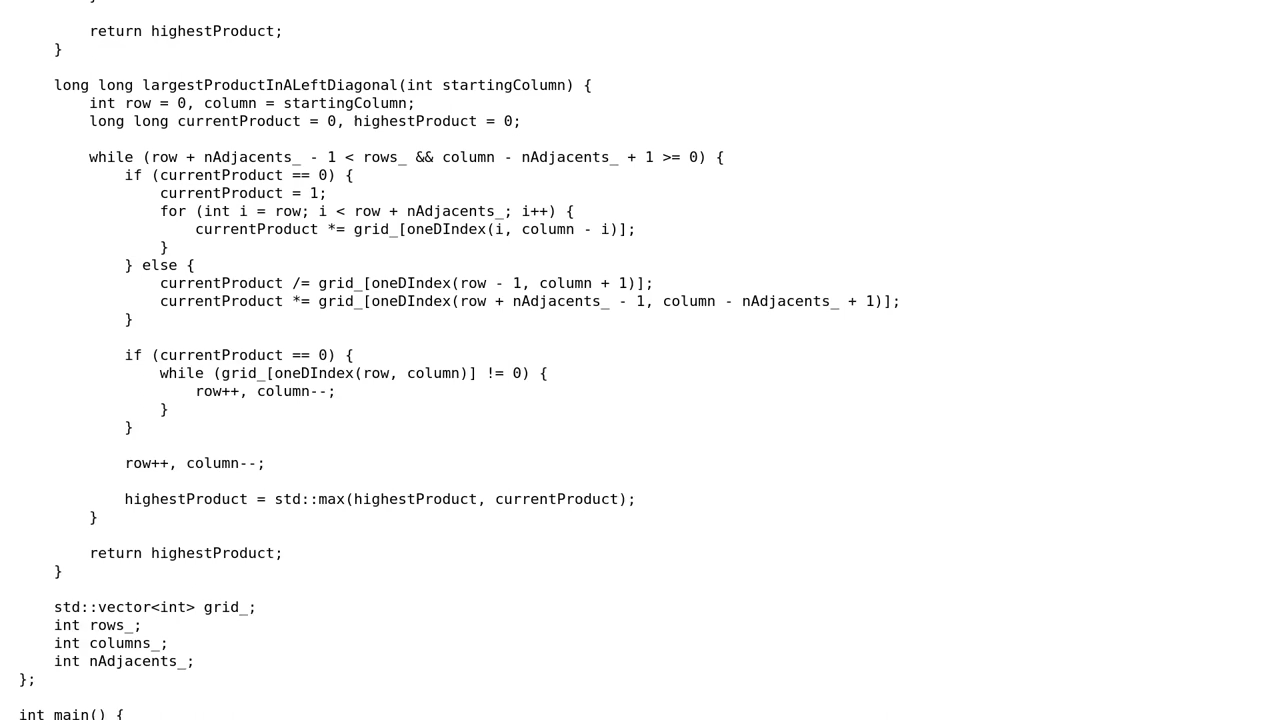 }
return highestProduct;
}
long long largestProductInALeftDiagonal(int startingColumn) {
int row = 0, column = startingColumn;
long long currentProduct = 0, highestProduct = 0;
while (row + nAdjacents_ - 1 < rows_ && column - nAdjacents_ + 1 >= 0) {
if (currentProduct == 0) {
currentProduct = 1;
for (int i = row; i < row + nAdjacents_; i++) {
currentProduct *= grid_[oneDIndex(i, column - i)];
}
} else {
currentProduct /= grid_[oneDIndex(row - 1, column + 1)];
currentProduct *= grid_[oneDIndex(row + nAdjacents_ - 1, column - nAdjacents_ + 1)];
}
if (currentProduct == 0) {
while (grid_[oneDIndex(row, column)] != 0) {
row++, column--;
}
}
row++, column--;
highestProduct = std::max(highestProduct, currentProduct);
}
return highestProduct;
}
std::vector<int> grid_;
int rows_;
int columns_;
int nAdjacents_;
};
int main() {